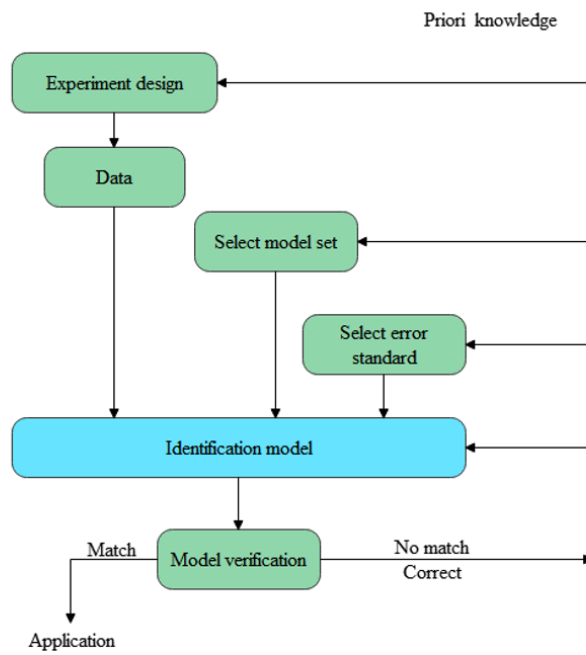 Priori knowledge
Experiment design
Data
Select model set
Select error
standard
Identification model
Match
Model verification
No match
Correct
Application